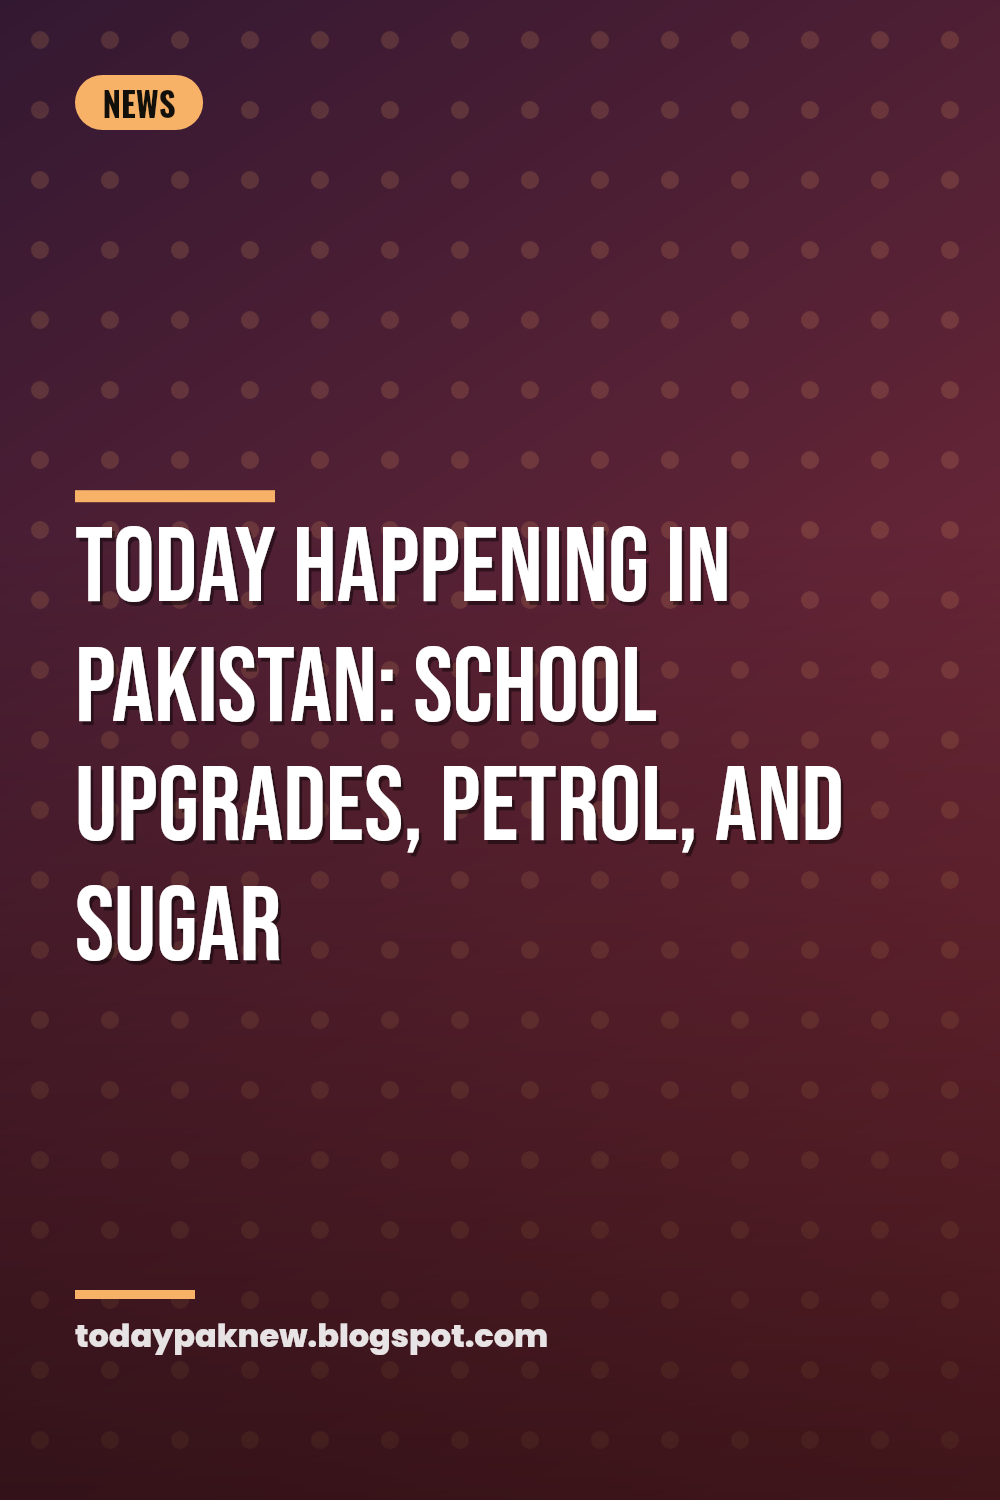 NEWS
TODAY HAPPENING IN
PAKISTAN: SCHOOL
UPGRADES, PETROL, AND
SUGAR
todaypaknew.blogspot.com